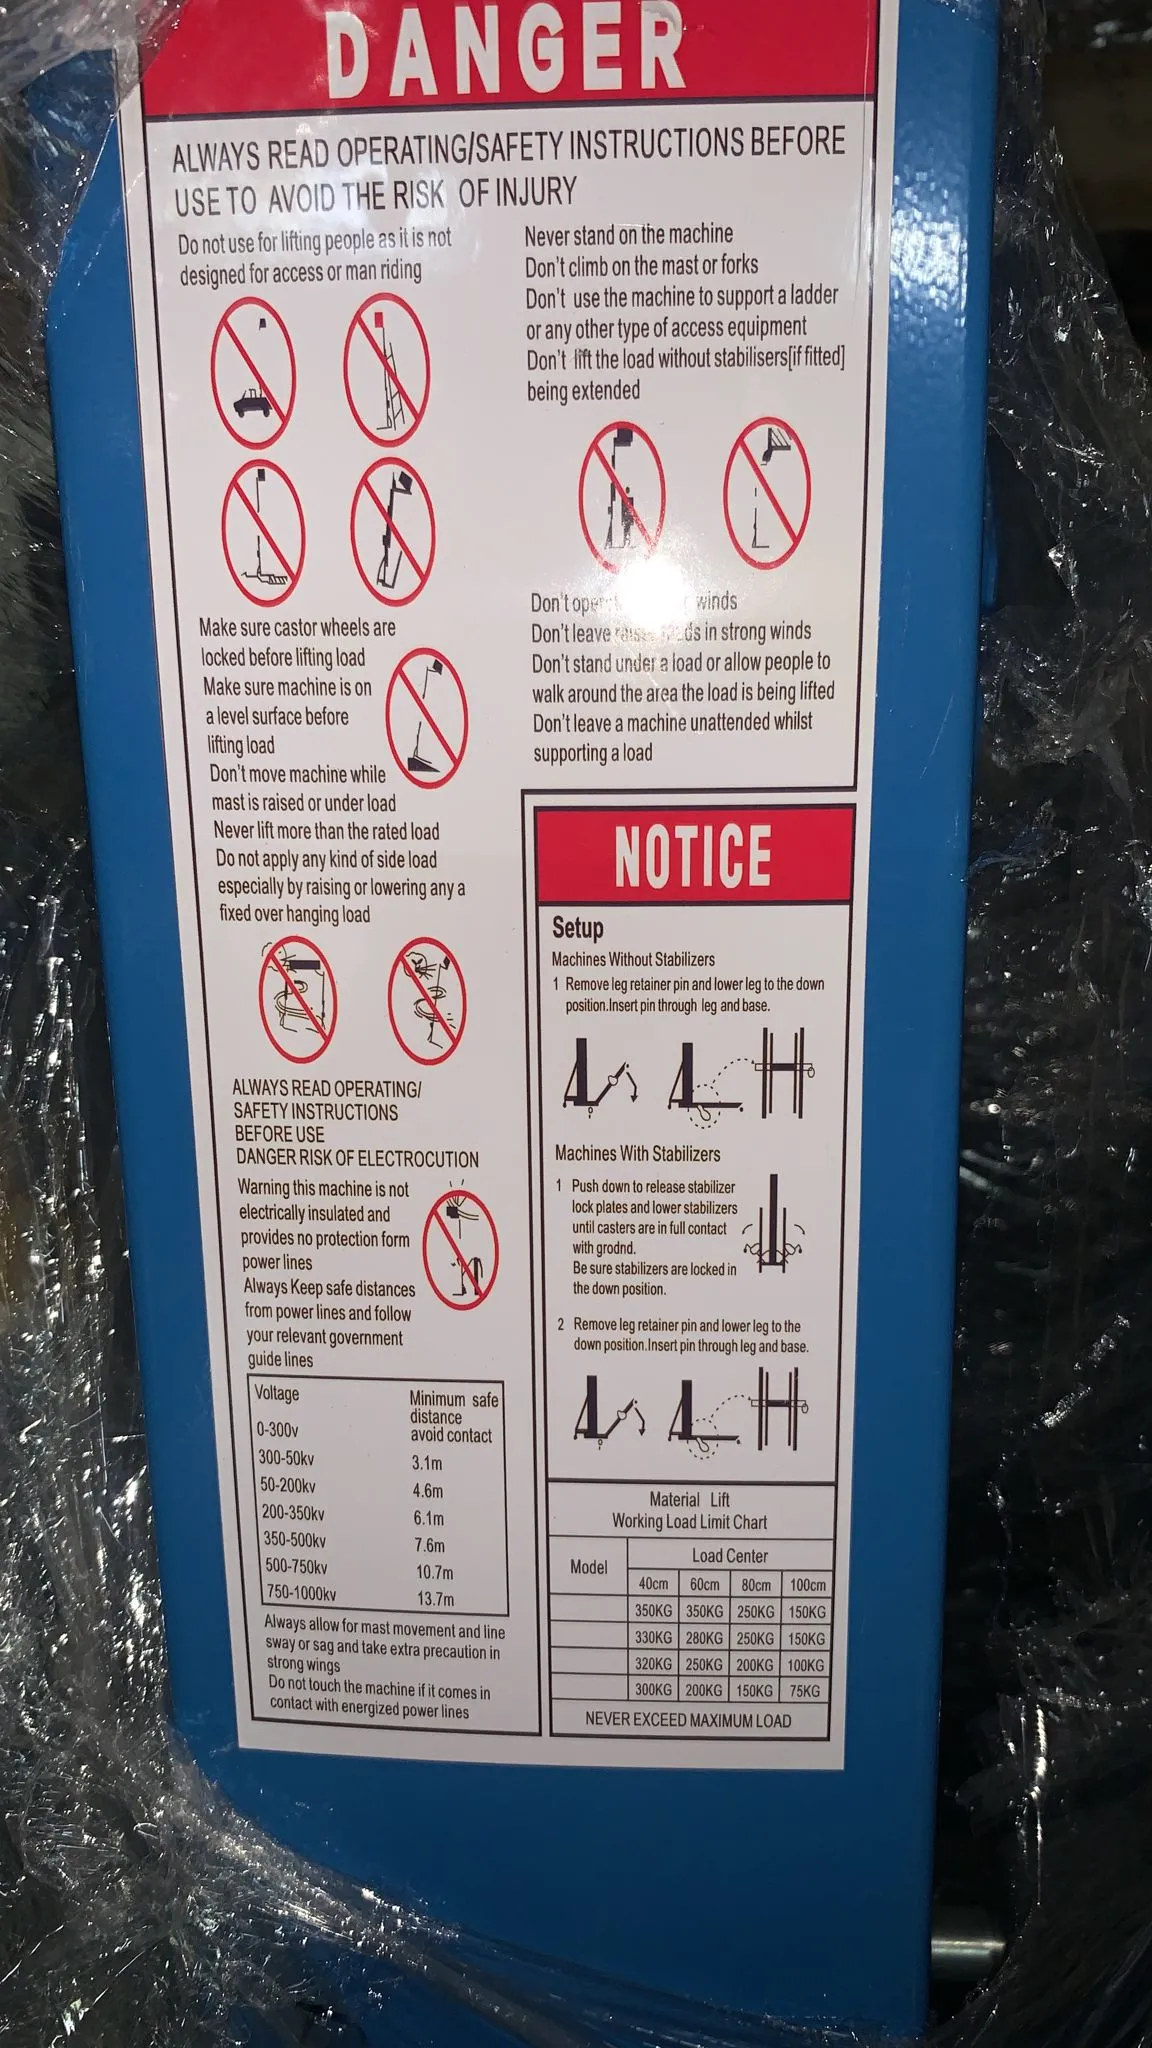 DANGER
ALWAYS READ OPERATING/SAFETY INSTRUCTIONS BEFORE
USE TO AVOID THE RISK OF INJURY
Do not use for lifting people as it is not
designed for access or man riding
Make sure castor wheels are
locked before lifting load
Make sure machine is on
a level surface before
lifting load
Don't move machine while
mast is raised or under load
Never lift more than the rated load
Do not apply any kind of side load
especially by raising or lowering any a
fixed over hanging load
ALWAYS READ OPERATING/
SAFETY INSTRUCTIONS
BEFORE USE
DANGER RISK OF ELECTROCUTION
Warning this machine is not
electrically insulated and
provides no protection form
power lines
Always Keep safe distances
from power lines and follow
your relevant government
guide lines
Voltage Minimum safe
distance
0-300v avoid contact
300-50kv 3.1m
50-200kv 4.6m
200-350kv 6.1m
350-500kv 7.6m
500-750kv 10.7m
750-1000kv 13.7m
Always allow for mast movement and line
sway or sag and take extra precaution in
strong wings
Do not touch the machine if it comes in
contact with energized power lines
Never stand on the machine
Don't climb on the mast or forks
Don't use the machine to support a ladder
or any other type of access equipment
Don't lift the load without stabilisers[if fitted]
being extended
Don't winds
Don't leave in strong winds
Don't stand under a load or allow people to
walk around the area the load is being lifted
Don't leave a machine unattended whilst
supporting a load
NOTICE
Setup
Machines Without Stabilizers
1 Remove leg retainer pin and lower leg to the down
position.Insert pin through leg and base.
Machines With Stabilizers
1 Push down to release stabilizer
lock plates and lower stabilizers
until casters are in full contact
with grodnd.
Be sure stabilizers are locked in
the down position.
2 Remove leg retainer pin and lower leg to the
down position.Insert pin through leg and base.
Material Lift
Working Load Limit Chart
Model Load Center
40cm 60cm 80cm 100cm
350KG 350KG 250KG 150KG
330KG 280KG 250KG 150KG
320KG 250KG 200KG 100KG
300KG 200KG 150KG 75KG
NEVER EXCEED MAXIMUM LOAD